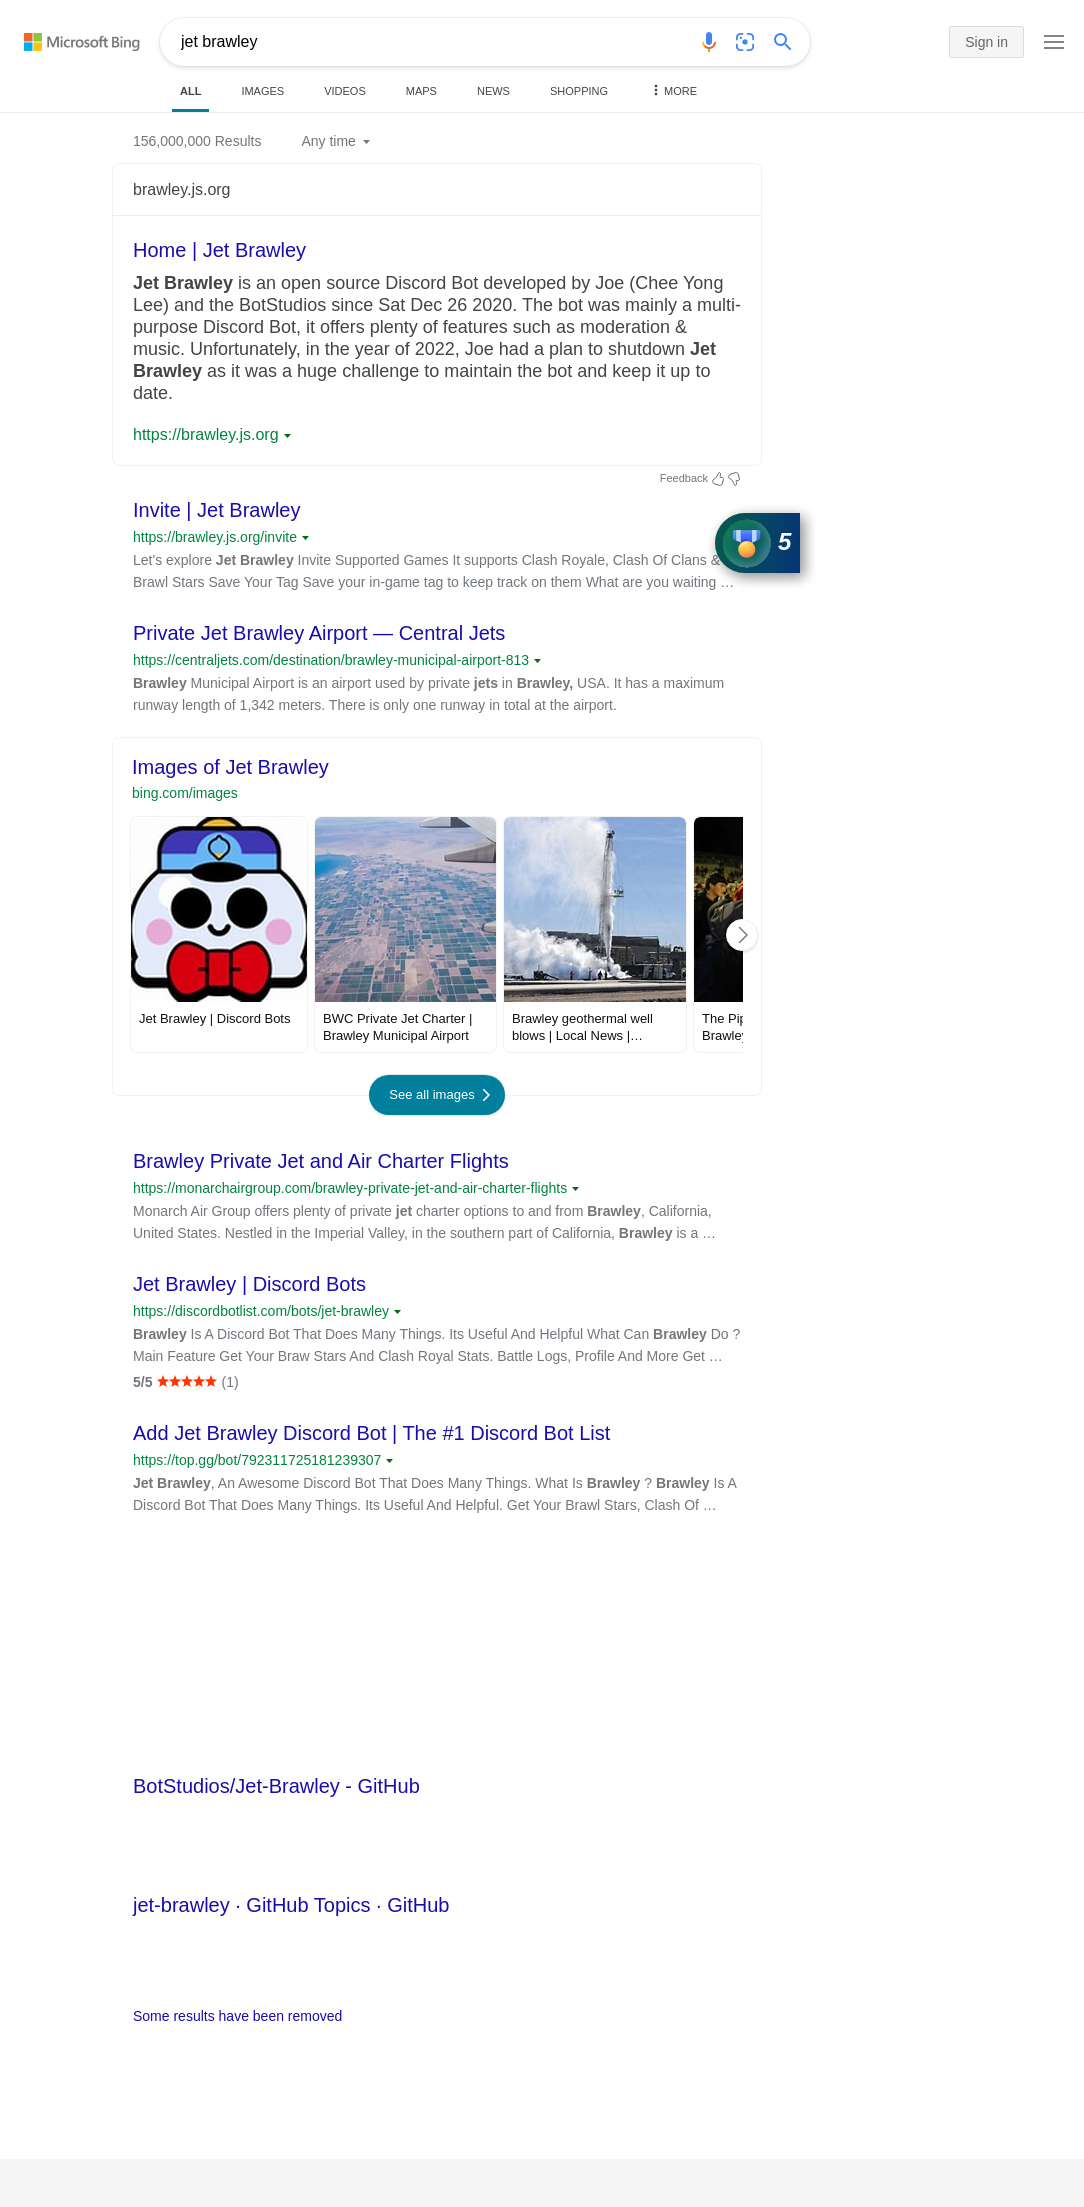 Microsoft Bing
jet brawley
Sign in
ALL IMAGES VIDEOS MAPS NEWS SHOPPING MORE
156,000,000 Results Any time
brawley.js.org
Home | Jet Brawley
Jet Brawley is an open source Discord Bot developed by Joe (Chee Yong
Lee) and the BotStudios since Sat Dec 26 2020. The bot was mainly a multi-
purpose Discord Bot, it offers plenty of features such as moderation &
music. Unfortunately, in the year of 2022, Joe had a plan to shutdown Jet
Brawley as it was a huge challenge to maintain the bot and keep it up to
date.
https://brawley.js.org
Feedback
Invite | Jet Brawley
https://brawley.js.org/invite
Let's explore Jet Brawley Invite Supported Games It supports Clash Royale, Clash Of Clans &
Brawl Stars Save Your Tag Save your in-game tag to keep track on them What are you waiting …
5
Private Jet Brawley Airport — Central Jets
https://centraljets.com/destination/brawley-municipal-airport-813
Brawley Municipal Airport is an airport used by private jets in Brawley, USA. It has a maximum
runway length of 1,342 meters. There is only one runway in total at the airport.
Images of Jet Brawley
bing.com/images
Jet Brawley | Discord Bots
BWC Private Jet Charter |
Brawley Municipal Airport
Brawley geothermal well
blows | Local News |…
The Pip
Brawley
See all images
Brawley Private Jet and Air Charter Flights
https://monarchairgroup.com/brawley-private-jet-and-air-charter-flights
Monarch Air Group offers plenty of private jet charter options to and from Brawley, California,
United States. Nestled in the Imperial Valley, in the southern part of California, Brawley is a …
Jet Brawley | Discord Bots
https://discordbotlist.com/bots/jet-brawley
Brawley Is A Discord Bot That Does Many Things. Its Useful And Helpful What Can Brawley Do ?
Main Feature Get Your Braw Stars And Clash Royal Stats. Battle Logs, Profile And More Get …
5/5 ★★★★★ (1)
Add Jet Brawley Discord Bot | The #1 Discord Bot List
https://top.gg/bot/792311725181239307
Jet Brawley, An Awesome Discord Bot That Does Many Things. What Is Brawley ? Brawley Is A
Discord Bot That Does Many Things. Its Useful And Helpful. Get Your Brawl Stars, Clash Of …
BotStudios/Jet-Brawley - GitHub
jet-brawley · GitHub Topics · GitHub
Some results have been removed